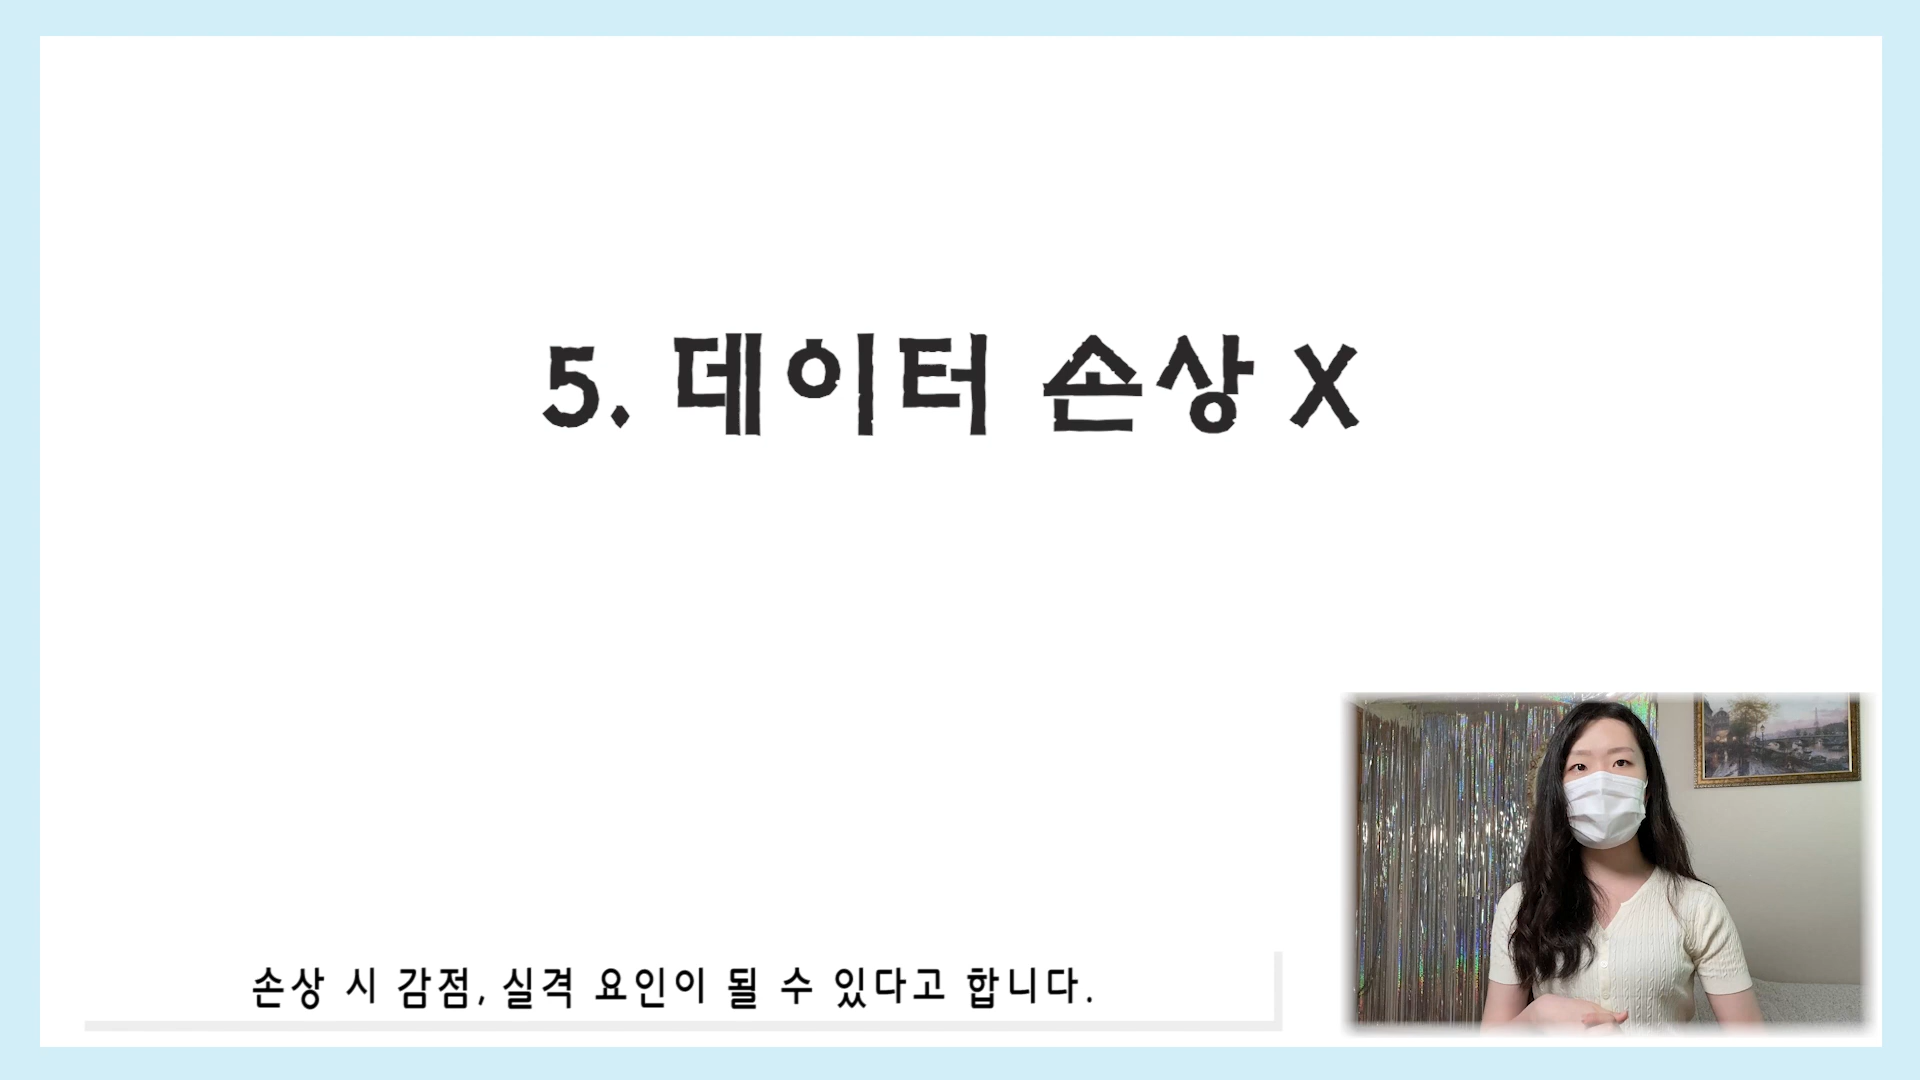 5. 데이터 손상 X
손상 시 감점, 실격 요인이 될 수 있다고 합니다.